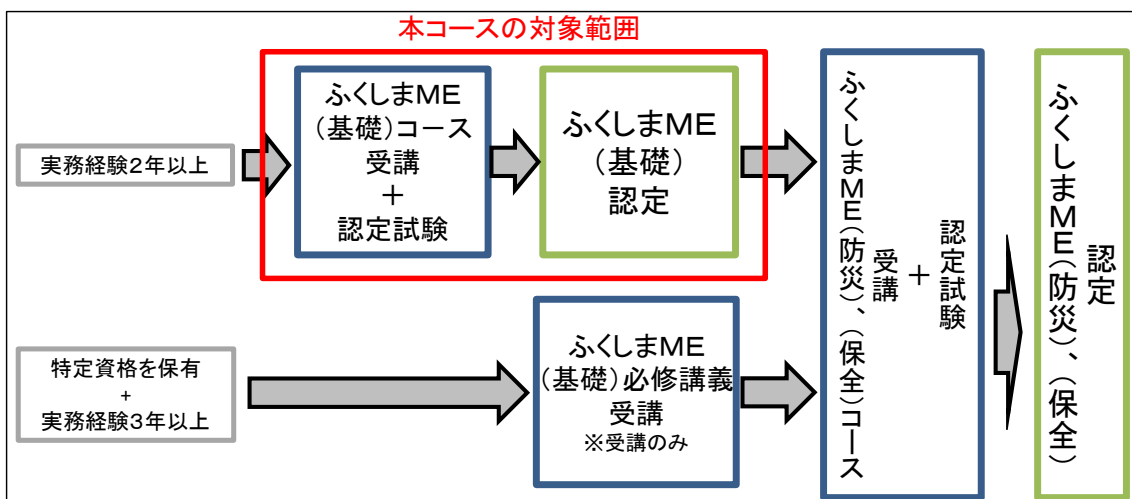 本コースの対象範囲
実務経験2年以上
ふくしまME
(基礎)コース
受講
＋
認定試験
ふくしまME
(基礎)
認定
特定資格を保有
+
実務経験3年以上
ふくしまME
(基礎)必修講義
受講
※受講のみ
ふくしまME(防災)、(保全)コース
受講
＋
認定試験
ふくしまME(防災)、(保全)
認定